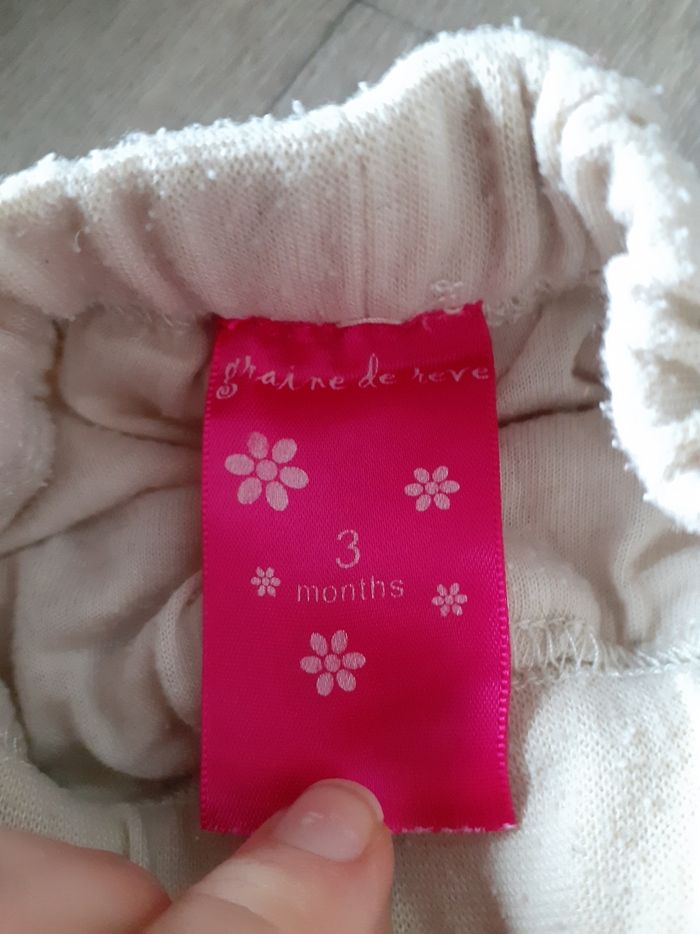 graine de reve
3
months